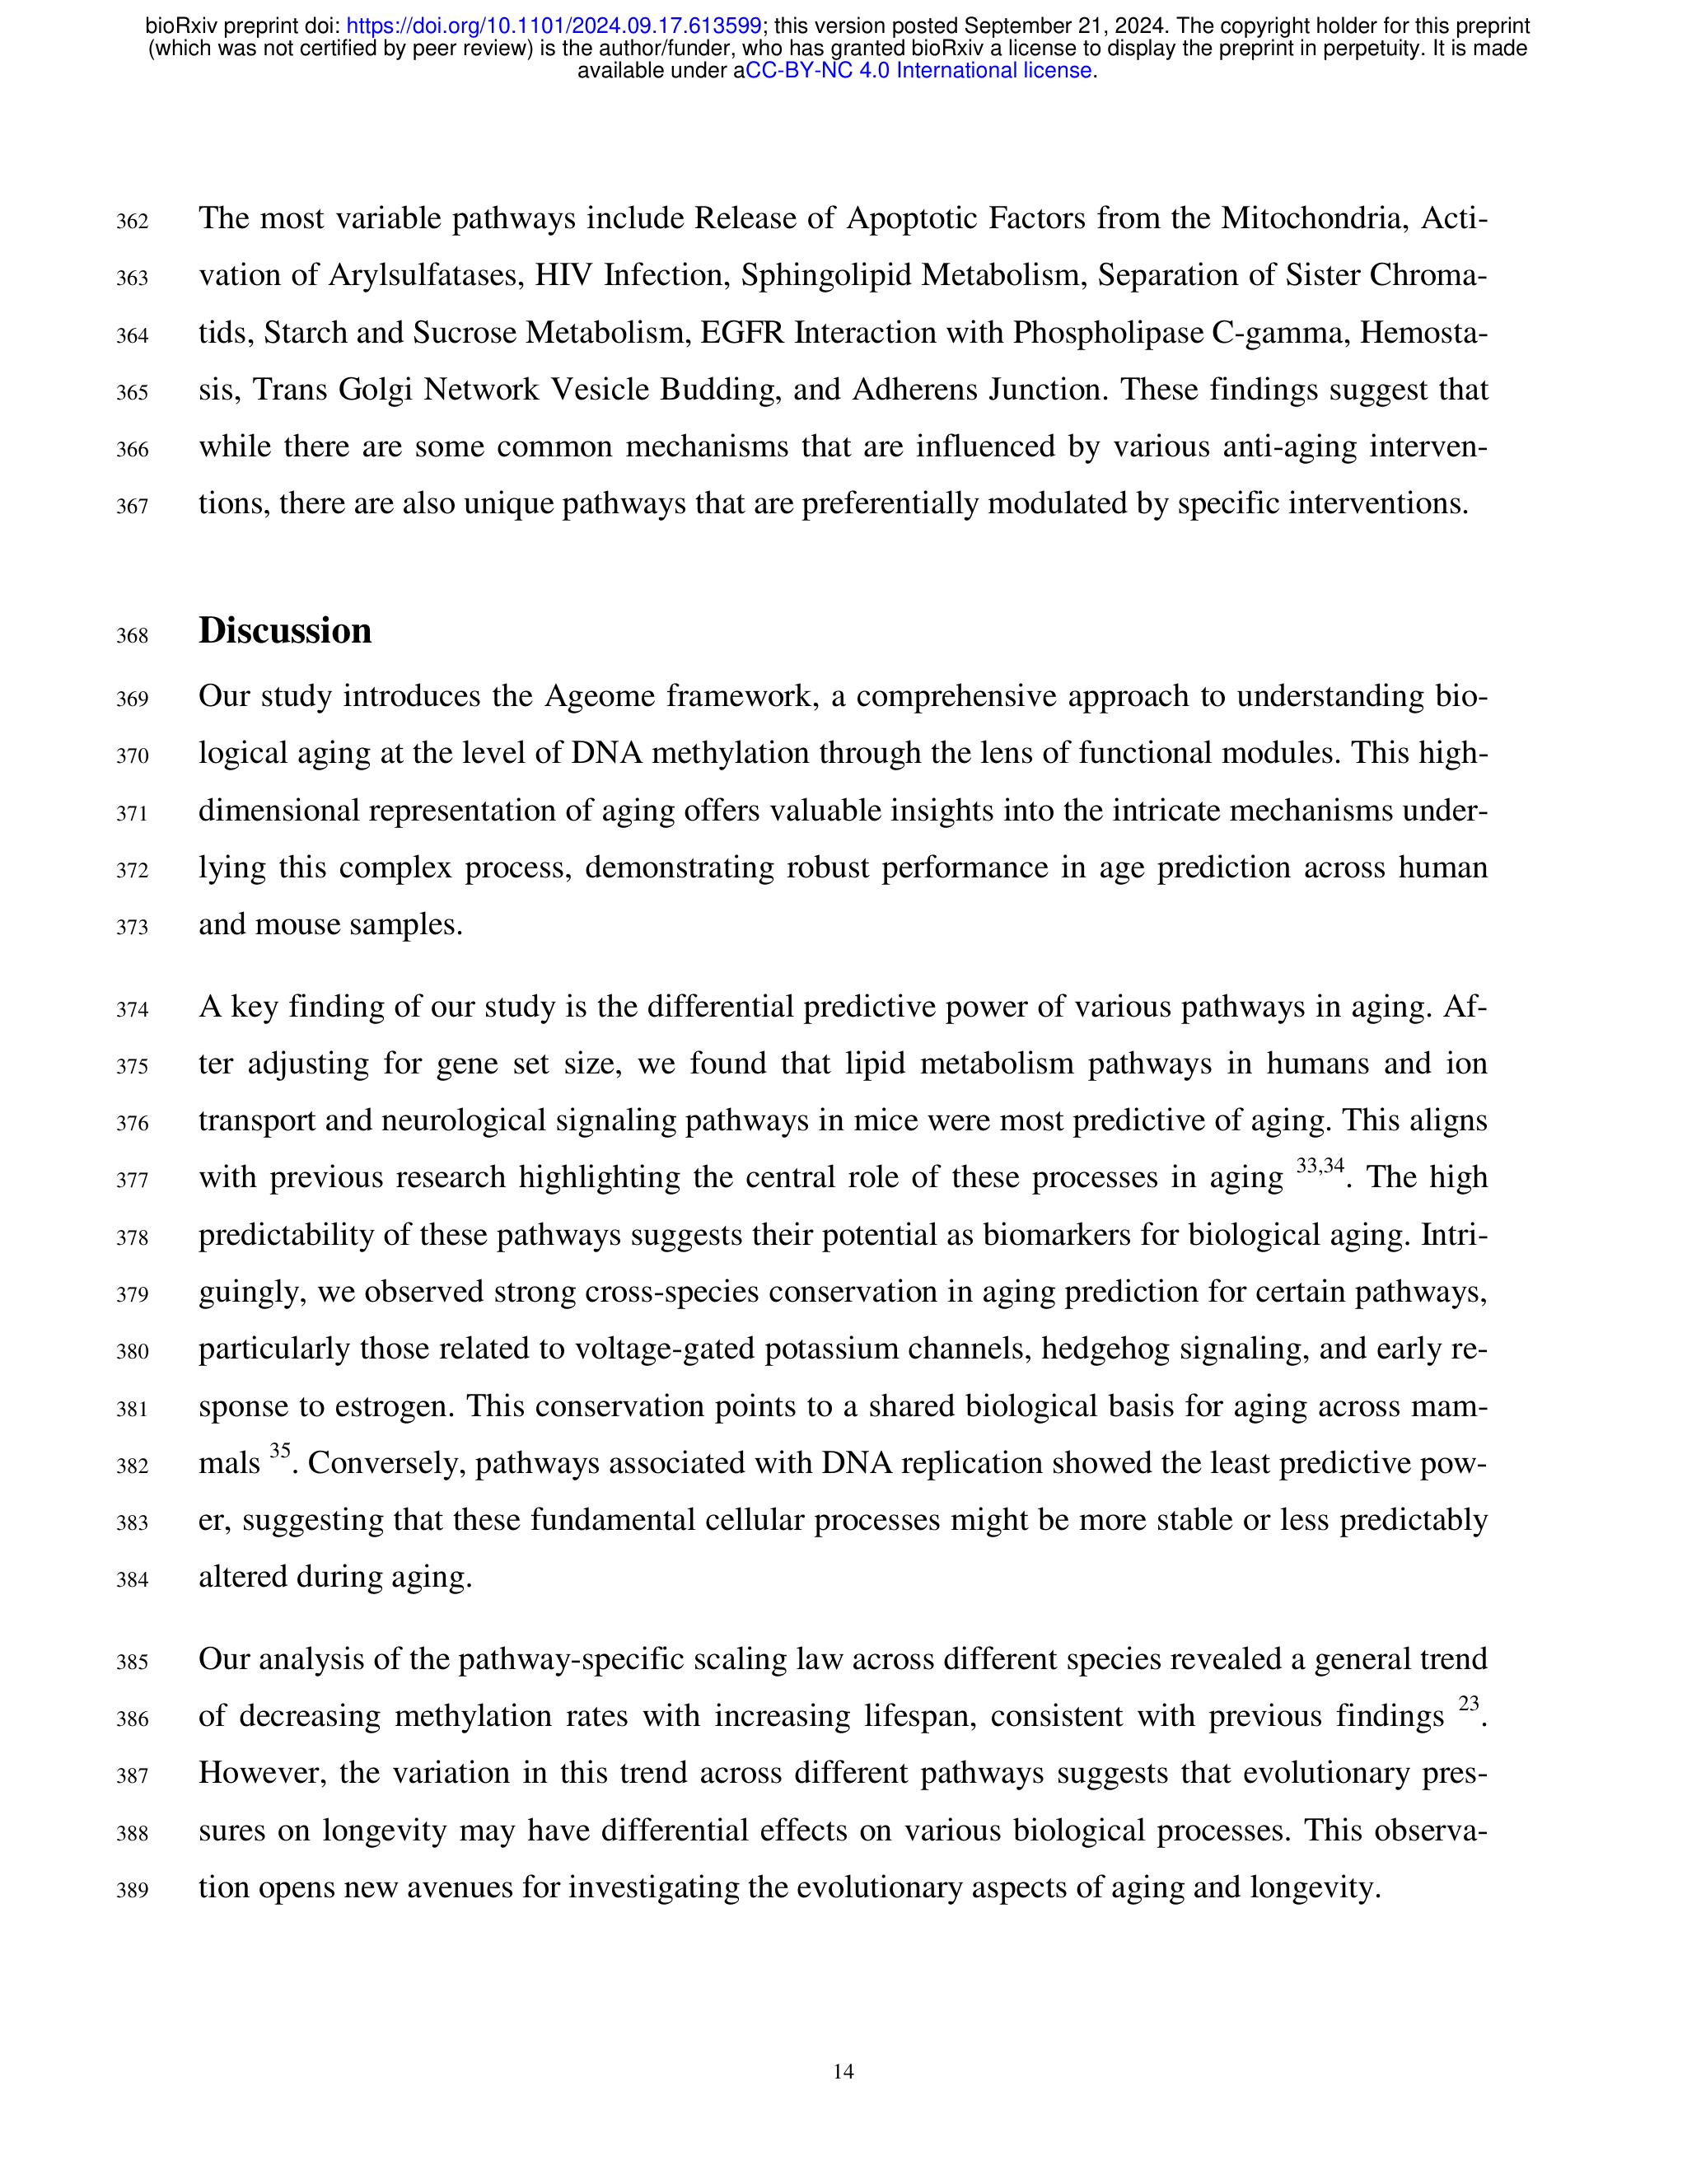 bioRxiv preprint doi: https://doi.org/10.1101/2024.09.17.613599; this version posted September 21, 2024. The copyright holder for this preprint
(which was not certified by peer review) is the author/funder, who has granted bioRxiv a license to display the preprint in perpetuity. It is made
available under aCC-BY-NC 4.0 International license.
362 The most variable pathways include Release of Apoptotic Factors from the Mitochondria, Acti-
363 vation of Arylsulfatases, HIV Infection, Sphingolipid Metabolism, Separation of Sister Chroma-
364 tids, Starch and Sucrose Metabolism, EGFR Interaction with Phospholipase C-gamma, Hemosta-
365 sis, Trans Golgi Network Vesicle Budding, and Adherens Junction. These findings suggest that
366 while there are some common mechanisms that are influenced by various anti-aging interven-
367 tions, there are also unique pathways that are preferentially modulated by specific interventions.
368 Discussion
369 Our study introduces the Ageome framework, a comprehensive approach to understanding bio-
370 logical aging at the level of DNA methylation through the lens of functional modules. This high-
371 dimensional representation of aging offers valuable insights into the intricate mechanisms under-
372 lying this complex process, demonstrating robust performance in age prediction across human
373 and mouse samples.
374 A key finding of our study is the differential predictive power of various pathways in aging. Af-
375 ter adjusting for gene set size, we found that lipid metabolism pathways in humans and ion
376 transport and neurological signaling pathways in mice were most predictive of aging. This aligns
377 with previous research highlighting the central role of these processes in aging 33,34. The high
378 predictability of these pathways suggests their potential as biomarkers for biological aging. Intri-
379 guingly, we observed strong cross-species conservation in aging prediction for certain pathways,
380 particularly those related to voltage-gated potassium channels, hedgehog signaling, and early re-
381 sponse to estrogen. This conservation points to a shared biological basis for aging across mam-
382 mals 35. Conversely, pathways associated with DNA replication showed the least predictive pow-
383 er, suggesting that these fundamental cellular processes might be more stable or less predictably
384 altered during aging.
385 Our analysis of the pathway-specific scaling law across different species revealed a general trend
386 of decreasing methylation rates with increasing lifespan, consistent with previous findings 23.
387 However, the variation in this trend across different pathways suggests that evolutionary pres-
388 sures on longevity may have differential effects on various biological processes. This observa-
389 tion opens new avenues for investigating the evolutionary aspects of aging and longevity.
14